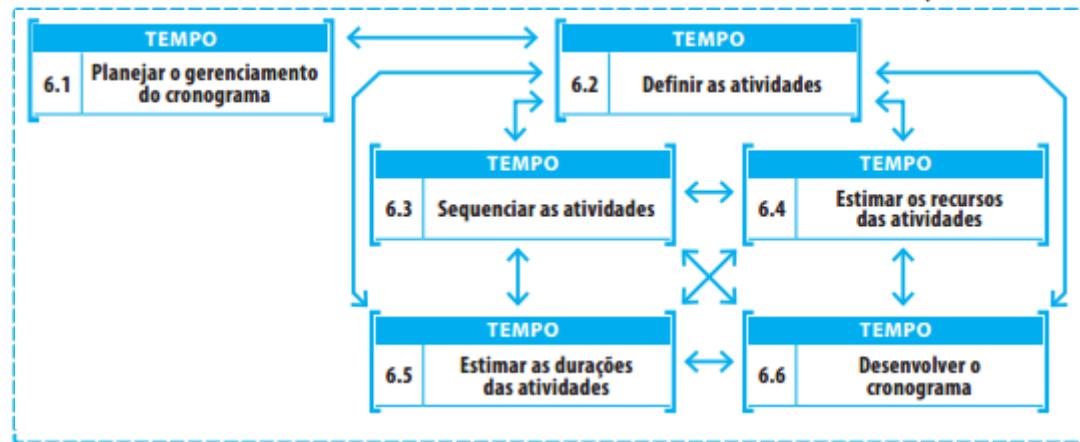 TEMPO
6.1
Planejar o gerenciamento
do cronograma
TEMPO
6.2
Definir as atividades
TEMPO
6.3
Sequenciar as atividades
TEMPO
6.4
Estimar os recursos
das atividades
TEMPO
6.5
Estimar as durações
das atividades
TEMPO
6.6
Desenvolver o
cronograma